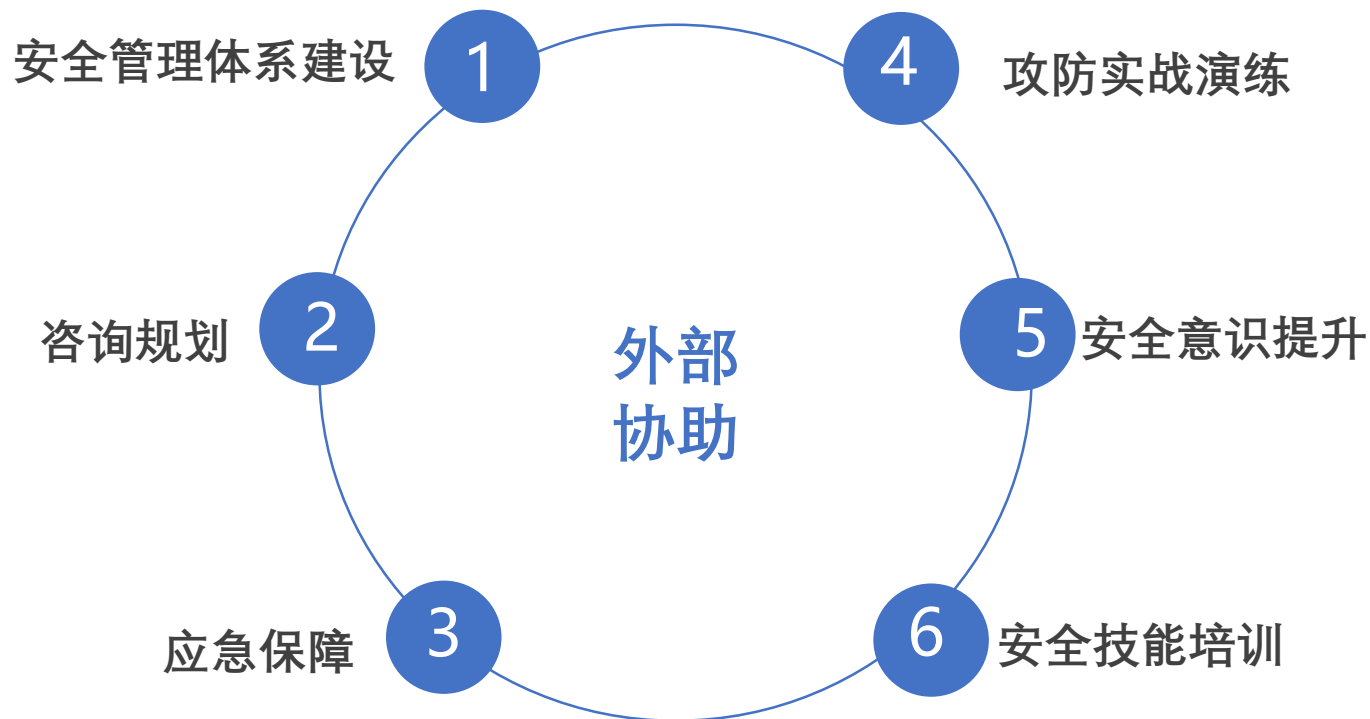 安全管理体系建设
1
2
咨询规划
3
应急保障
外部
协助
4
攻防实战演练
5
安全意识提升
6
安全技能培训